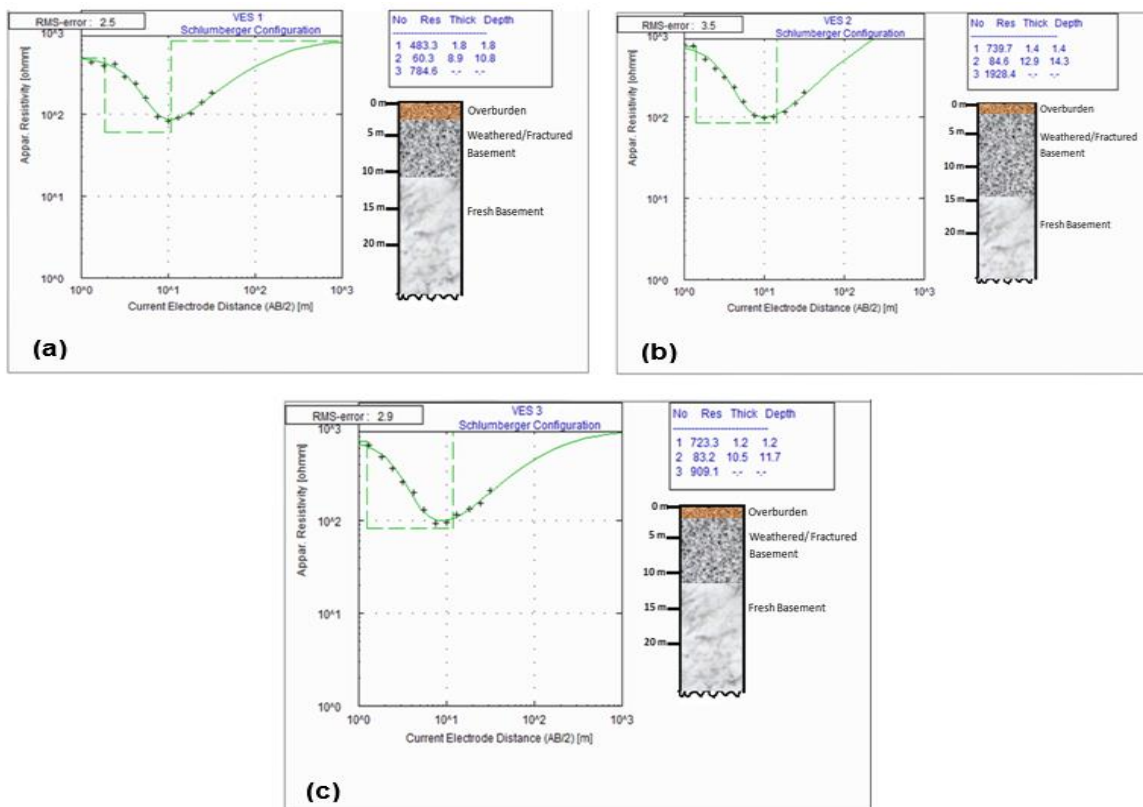 RMS-error : 2.5
VES 1
Schlumberger Configuration
Appar. Resistivity [ohmm]
10^3
10^2
10^1
10^0
10^0 10^1 10^2 10^3
Current Electrode Distance (AB/2) [m]
No Res Thick Depth
1 483.3 1.8 1.8
2 60.3 8.9 10.8
3 784.6 -.- -.-
0 m
5 m
10 m
15 m
20 m
Overburden
Weathered/Fractured
Basement
Fresh Basement
(a)
RMS-error : 3.5
VES 2
Schlumberger Configuration
Appar. Resistivity [ohmm]
10^3
10^2
10^1
10^0
10^0 10^1 10^2 10^3
Current Electrode Distance (AB/2) [m]
No Res Thick Depth
1 739.7 1.4 1.4
2 84.6 12.9 14.3
3 1928.4 -.- -.-
0 m
5 m
10 m
15 m
20 m
Overburden
Weathered/Fractured
Basement
Fresh Basement
(b)
RMS-error : 2.9
VES 3
Schlumberger Configuration
Appar. Resistivity [ohmm]
10^3
10^2
10^1
10^0
10^0 10^1 10^2 10^3
Current Electrode Distance (AB/2) [m]
No Res Thick Depth
1 723.3 1.2 1.2
2 83.2 10.5 11.7
3 909.1 -.- -.-
0 m
5 m
10 m
15 m
20 m
Overburden
Weathered/ Fractured
Basement
Fresh Basement
(c)